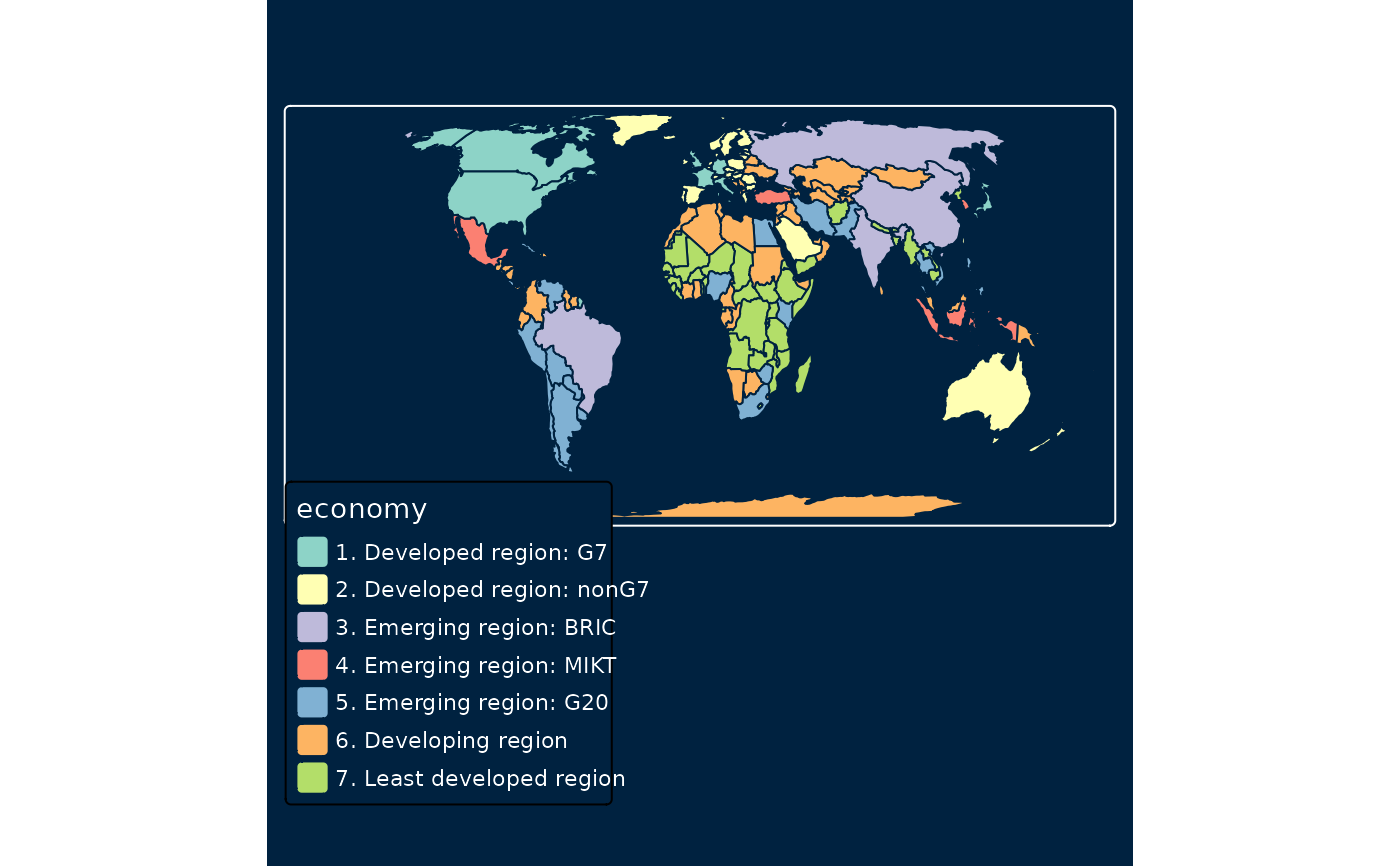 economy
1. Developed region: G7
2. Developed region: nonG7
3. Emerging region: BRIC
4. Emerging region: MIKT
5. Emerging region: G20
6. Developing region
7. Least developed region